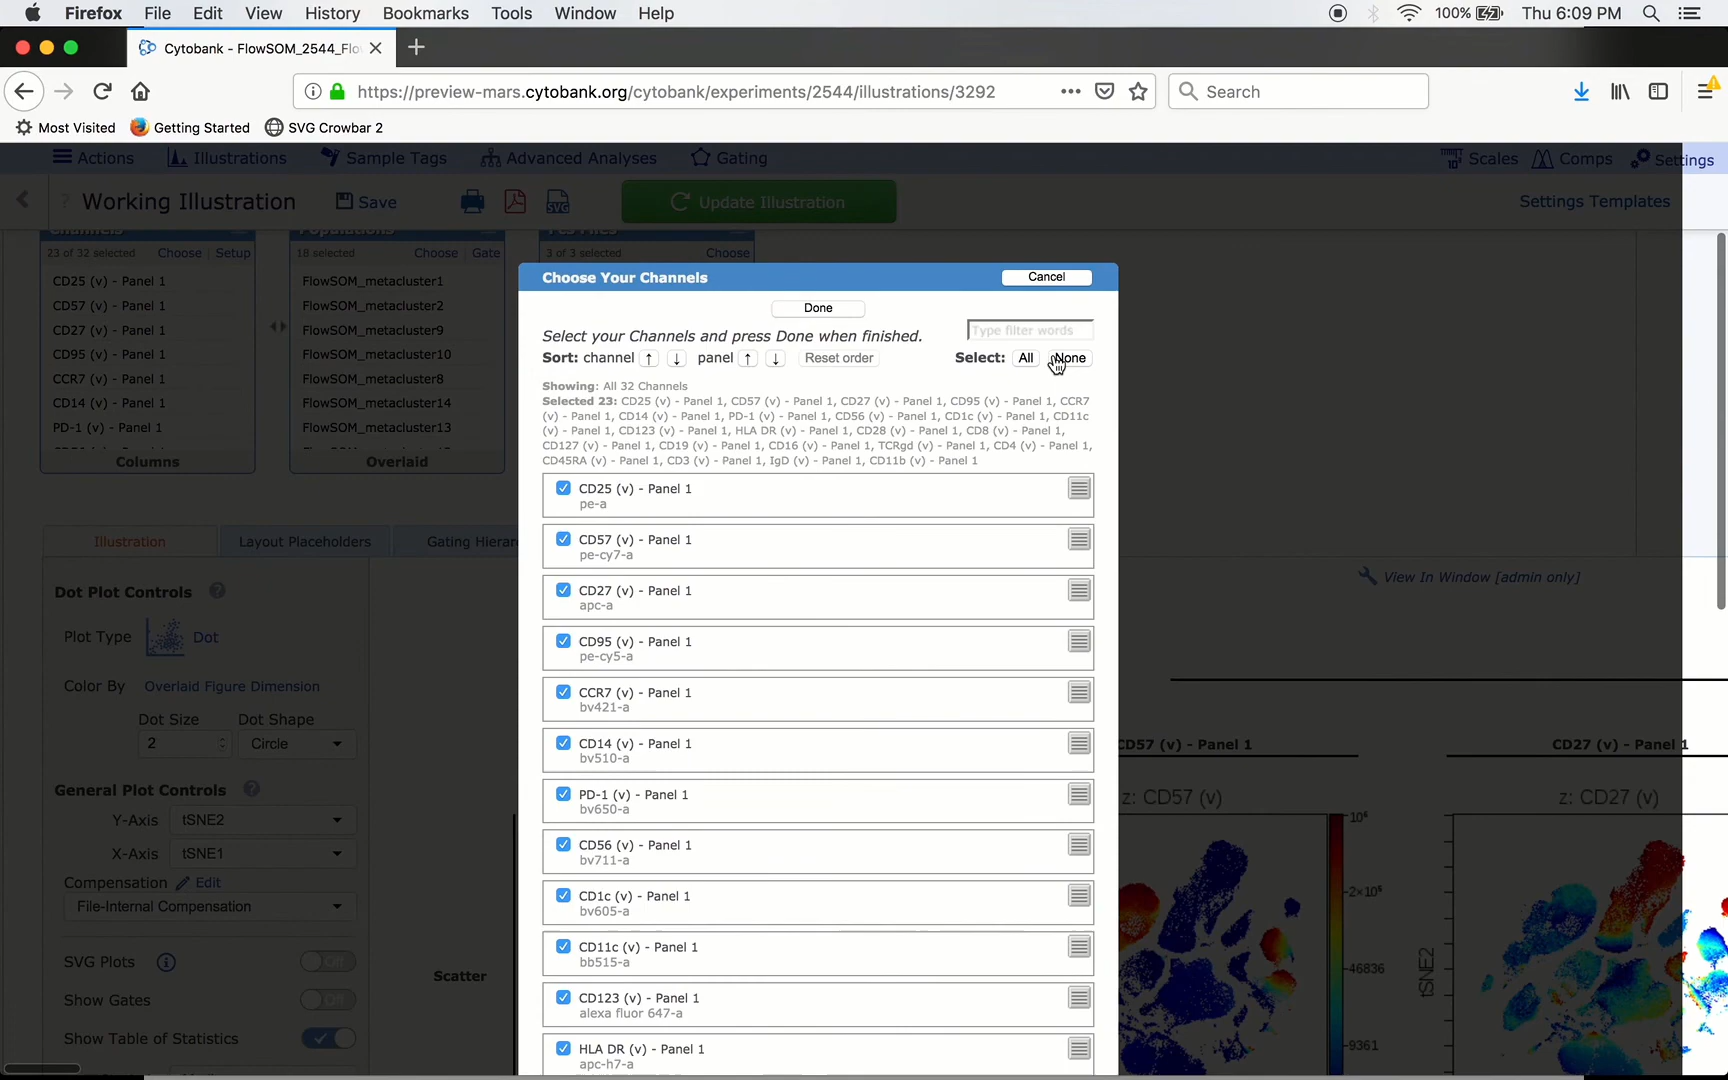 Firefox File Edit View History Bookmarks Tools Window Help 100% Thu 6:09 PM
Cytobank - FlowSOM_2544_Flo
https://preview-mars.cytobank.org/cytobank/experiments/2544/illustrations/3292 Search
Most Visited Getting Started SVG Crowbar 2
Actions Illustrations Sample Tags Advanced Analyses Gating Scales Comps Settings
? Working Illustration Save Update Illustration Settings Templates
23 of 32 selected Choose Setup 18 selected Choose Gate 3 of 3 selected Choose
CD25 (v) - Panel 1
CD57 (v) - Panel 1
CD27 (v) - Panel 1
CD95 (v) - Panel 1
CCR7 (v) - Panel 1
CD14 (v) - Panel 1
PD-1 (v) - Panel 1
Columns
FlowSOM_metacluster1
FlowSOM_metacluster2
FlowSOM_metacluster9
FlowSOM_metacluster10
FlowSOM_metacluster8
FlowSOM_metacluster14
FlowSOM_metacluster13
Overlaid
Illustration Layout Placeholders Gating Hierar
Dot Plot Controls ?
Plot Type Dot
Color By Overlaid Figure Dimension
Dot Size Dot Shape
2 Circle
General Plot Controls ?
Y-Axis tSNE2
X-Axis tSNE1
Compensation Edit
File-Internal Compensation
SVG Plots i Off
Show Gates Off
Show Table of Statistics
Scatter
Choose Your Channels Cancel
Done
Select your Channels and press Done when finished. Type filter words
Sort: channel ↑ ↓ panel ↑ ↓ Reset order Select: All None
Showing: All 32 Channels
Selected 23: CD25 (v) - Panel 1, CD57 (v) - Panel 1, CD27 (v) - Panel 1, CD95 (v) - Panel 1, CCR7
(v) - Panel 1, CD14 (v) - Panel 1, PD-1 (v) - Panel 1, CD56 (v) - Panel 1, CD1c (v) - Panel 1, CD11c
(v) - Panel 1, CD123 (v) - Panel 1, HLA DR (v) - Panel 1, CD28 (v) - Panel 1, CD8 (v) - Panel 1,
CD127 (v) - Panel 1, CD19 (v) - Panel 1, CD16 (v) - Panel 1, TCRgd (v) - Panel 1, CD4 (v) - Panel 1,
CD45RA (v) - Panel 1, CD3 (v) - Panel 1, IgD (v) - Panel 1, CD11b (v) - Panel 1
CD25 (v) - Panel 1
pe-a
CD57 (v) - Panel 1
pe-cy7-a
CD27 (v) - Panel 1
apc-a
CD95 (v) - Panel 1
pe-cy5-a
CCR7 (v) - Panel 1
bv421-a
CD14 (v) - Panel 1
bv510-a
PD-1 (v) - Panel 1
bv650-a
CD56 (v) - Panel 1
bv711-a
CD1c (v) - Panel 1
bv605-a
CD11c (v) - Panel 1
bb515-a
CD123 (v) - Panel 1
alexa fluor 647-a
HLA DR (v) - Panel 1
apc-h7-a
View In Window [admin only]
CD57 (v) - Panel 1 CD27 (v) - Panel 1
z: CD57 (v) z: CD27 (v)
10⁶
46836
9361
tSNE2